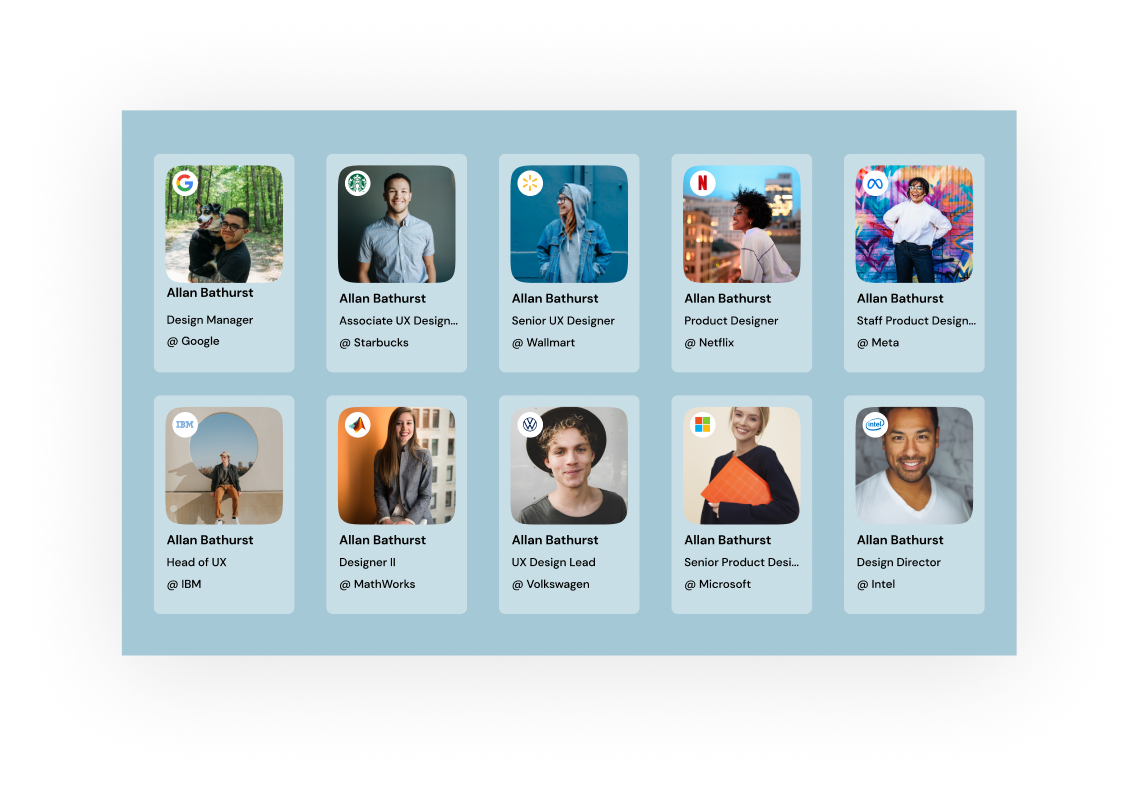 Allan Bathurst
Design Manager
@ Google
Allan Bathurst
Associate UX Design...
@ Starbucks
Allan Bathurst
Senior UX Designer
@ Wallmart
Allan Bathurst
Product Designer
@ Netflix
Allan Bathurst
Staff Product Design...
@ Meta
IBM
Allan Bathurst
Head of UX
@ IBM
Allan Bathurst
Designer II
@ MathWorks
Allan Bathurst
UX Design Lead
@ Volkswagen
Allan Bathurst
Senior Product Desi...
@ Microsoft
intel
Allan Bathurst
Design Director
@ Intel